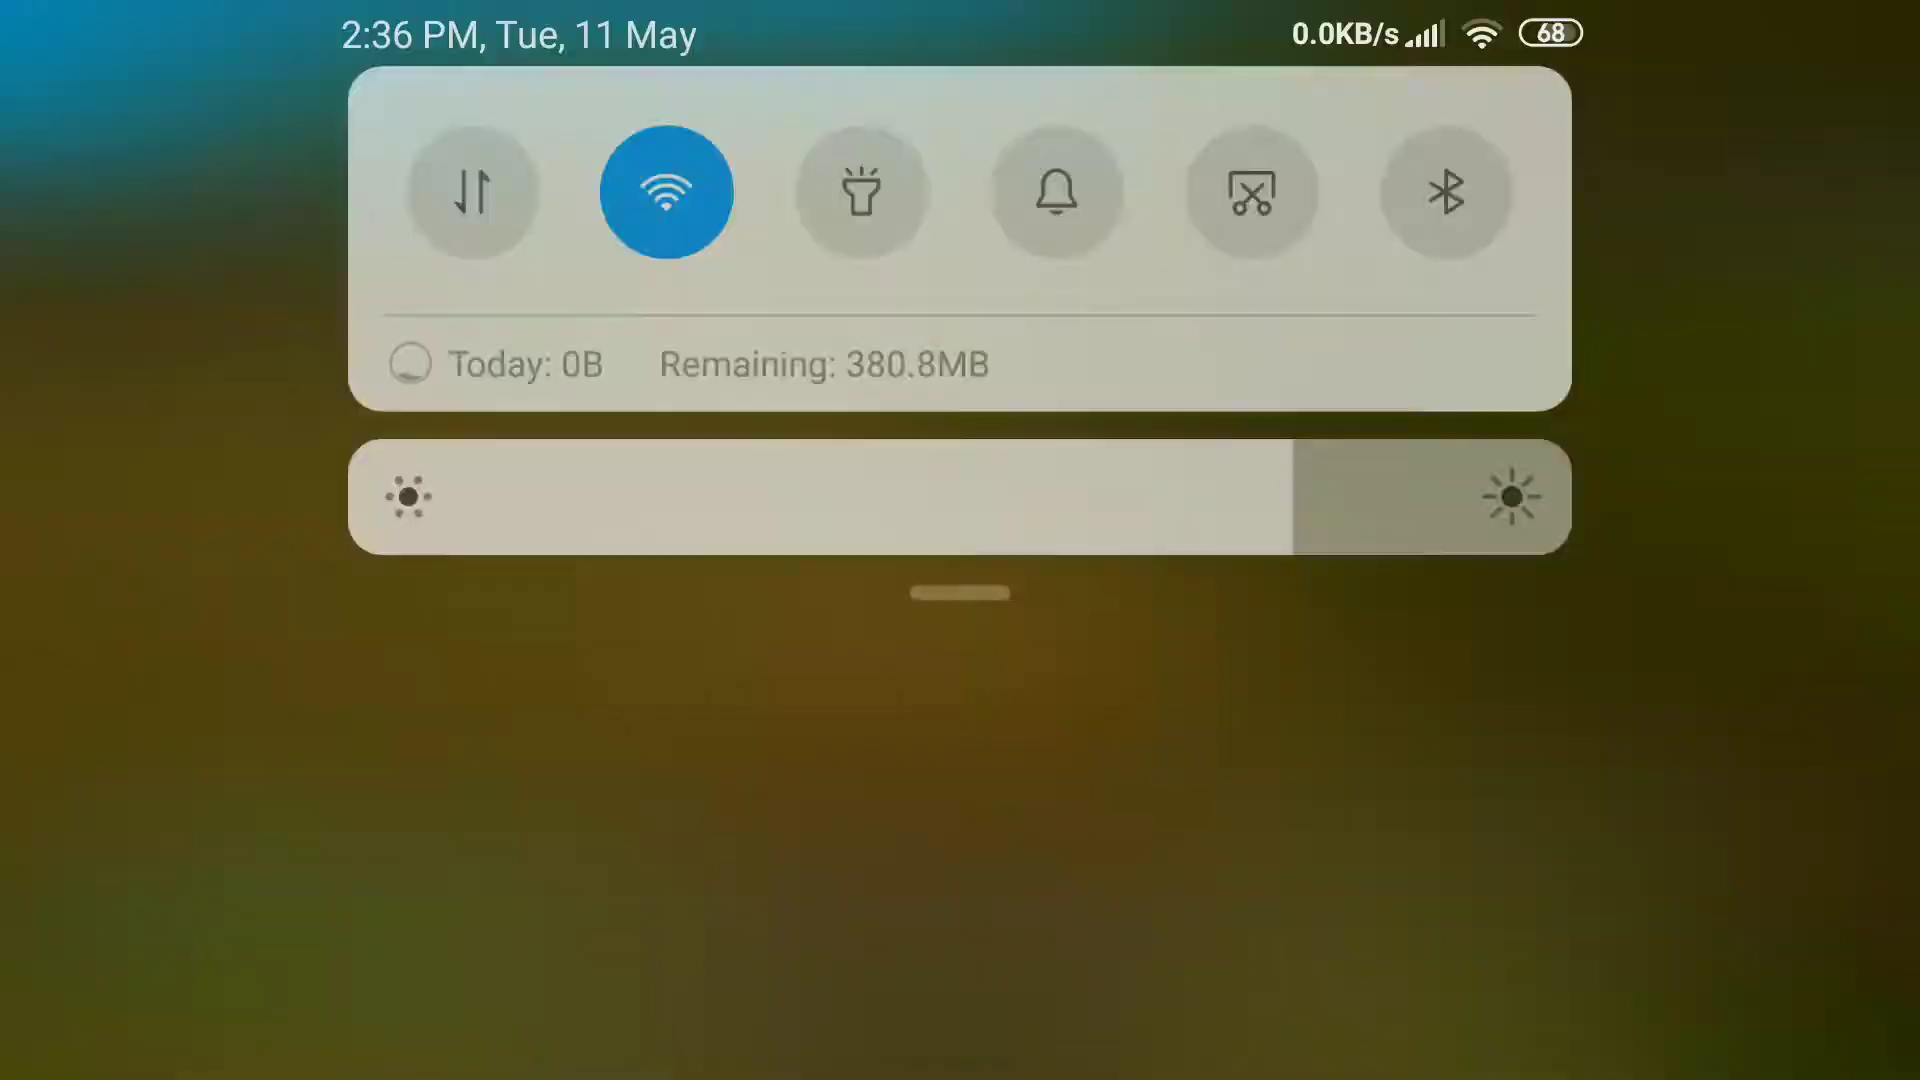 2:36 PM, Tue, 11 May 0.0KB/s 68
Today: 0B Remaining: 380.8MB